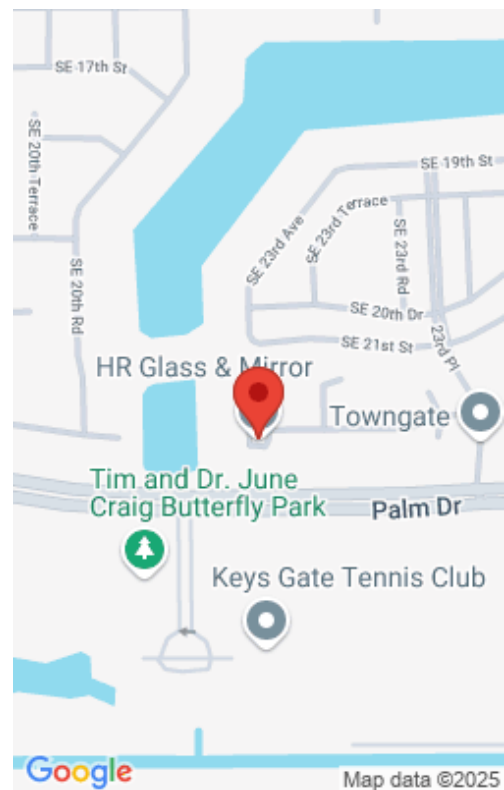 SE 17th St
SE 20th Terrace
SE 19th St
SE 23rd Ave
SE 23rd Terrace
SE 23rd Rd
SE 20th Rd
SE 20th Dr
SE 21st St
23rd Pl
HR Glass & Mirror
Towngate
Tim and Dr. June
Craig Butterfly Park
Palm Dr
Keys Gate Tennis Club
Google
Map data ©2025